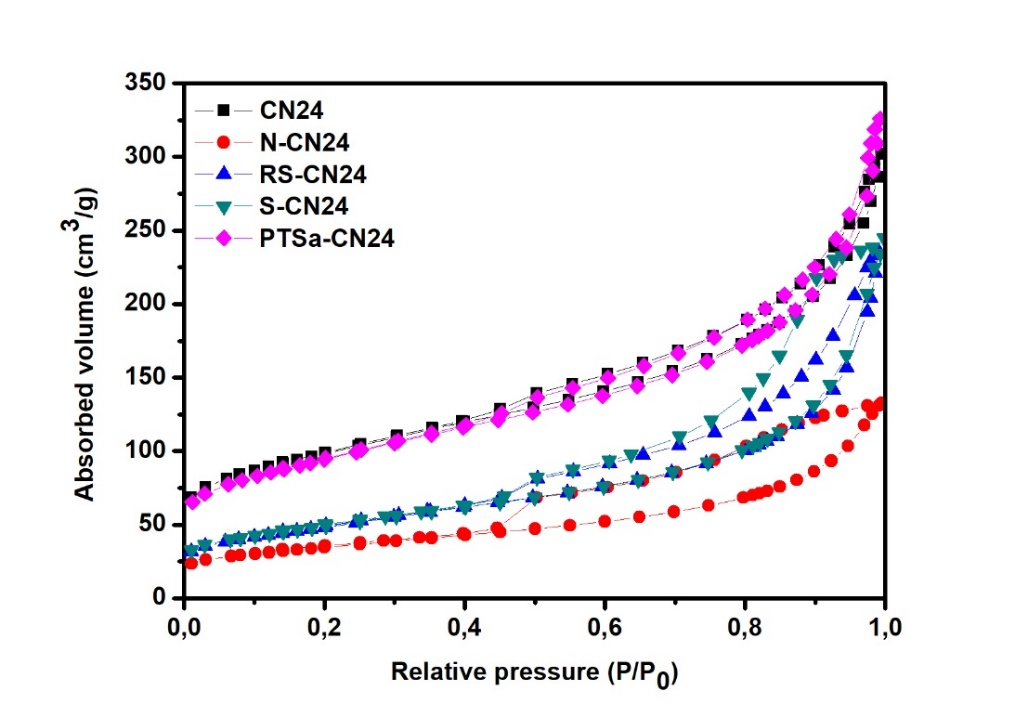 350
300
250
200
150
100
50
0
Absorbed volume (cm³/g)
CN24
N-CN24
RS-CN24
S-CN24
PTSa-CN24
0,0 0,2 0,4 0,6 0,8 1,0
Relative pressure (P/P₀)